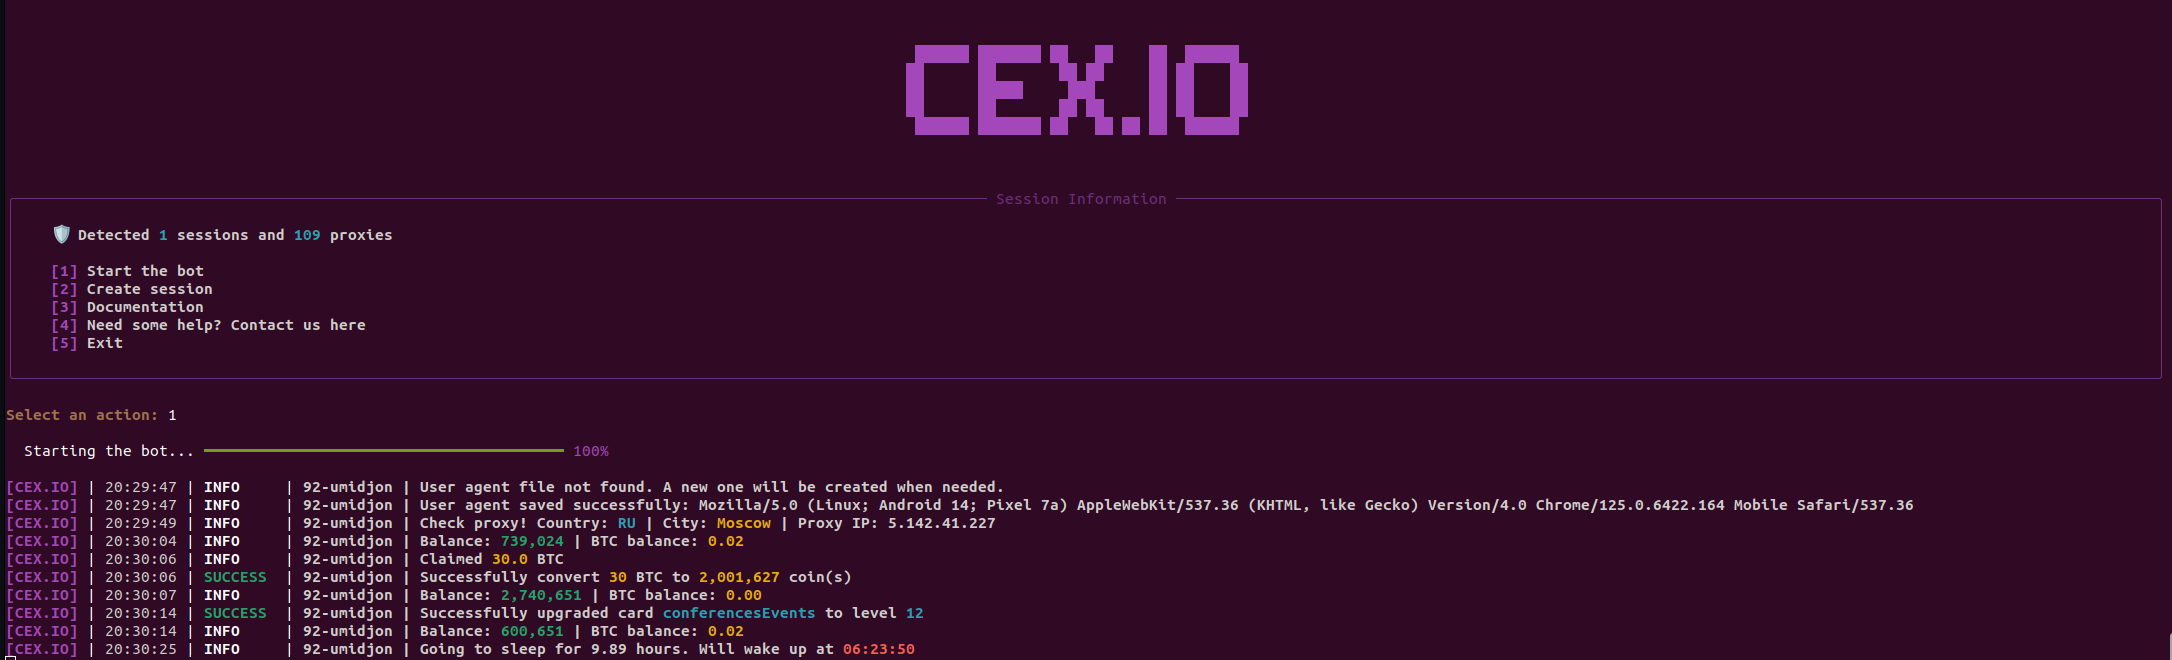 CEX.IO
Session Information
Detected 1 sessions and 109 proxies
[1] Start the bot
[2] Create session
[3] Documentation
[4] Need some help? Contact us here
[5] Exit
Select an action: 1
Starting the bot... 100%
[CEX.IO] | 20:29:47 | INFO | 92-umidjon | User agent file not found. A new one will be created when needed.
[CEX.IO] | 20:29:47 | INFO | 92-umidjon | User agent saved successfully: Mozilla/5.0 (Linux; Android 14; Pixel 7a) AppleWebKit/537.36 (KHTML, like Gecko) Version/4.0 Chrome/125.0.6422.164 Mobile Safari/537.36
[CEX.IO] | 20:29:49 | INFO | 92-umidjon | Check proxy! Country: RU | City: Moscow | Proxy IP: 5.142.41.227
[CEX.IO] | 20:30:04 | INFO | 92-umidjon | Balance: 739,024 | BTC balance: 0.02
[CEX.IO] | 20:30:06 | INFO | 92-umidjon | Claimed 30.0 BTC
[CEX.IO] | 20:30:06 | SUCCESS | 92-umidjon | Successfully convert 30 BTC to 2,001,627 coin(s)
[CEX.IO] | 20:30:07 | INFO | 92-umidjon | Balance: 2,740,651 | BTC balance: 0.00
[CEX.IO] | 20:30:14 | SUCCESS | 92-umidjon | Successfully upgraded card conferencesEvents to level 12
[CEX.IO] | 20:30:14 | INFO | 92-umidjon | Balance: 600,651 | BTC balance: 0.02
[CEX.IO] | 20:30:25 | INFO | 92-umidjon | Going to sleep for 9.89 hours. Will wake up at 06:23:50